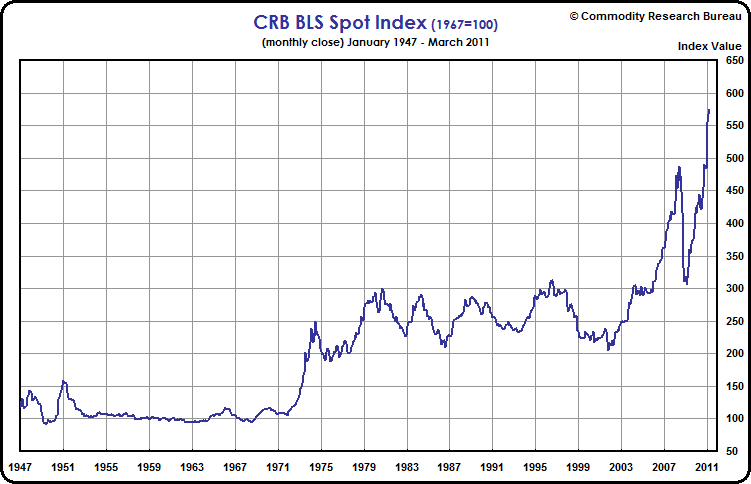 CRB BLS Spot Index (1967=100)
© Commodity Research Bureau
(monthly close) January 1947 - March 2011
Index Value
650
600
550
500
450
400
350
300
250
200
150
100
50
1947 1951 1955 1959 1963 1967 1971 1975 1979 1983 1987 1991 1995 1999 2003 2007 2011